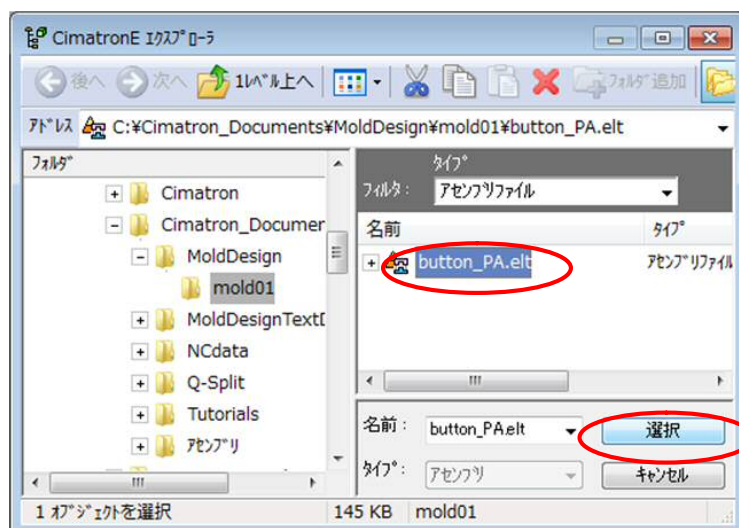 CimatronE ｴｸｽﾌﾟﾛｰﾗ
後へ 次へ 1ﾚﾍﾞﾙ上へ ﾌｫﾙﾀﾞ追加
ｱﾄﾞﾚｽ C:¥Cimatron_Documents¥MoldDesign¥mold01¥button_PA.elt
ﾌｫﾙﾀﾞ
Cimatron
Cimatron_Documer
MoldDesign
mold01
MoldDesignTextD
NCdata
Q-Split
Tutorials
ｱｾﾝﾌﾞﾘ
ﾀｲﾌﾟ
ﾌｨﾙﾀ: ｱｾﾝﾌﾞﾘﾌｧｲﾙ
名前 ﾀｲﾌﾟ
button_PA.elt ｱｾﾝﾌﾞﾘﾌｧｲﾙ
名前: button_PA.elt 選択
ﾀｲﾌﾟ: ｱｾﾝﾌﾞﾘ ｷｬﾝｾﾙ
1 ｵﾌﾞｼﾞｪｸﾄを選択 145 KB mold01